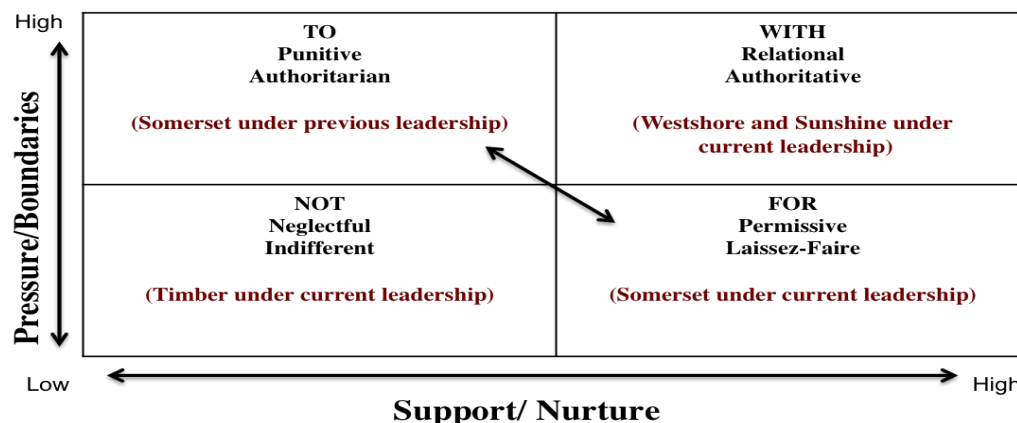 High
TO
Punitive
Authoritarian
(Somerset under previous leadership)
WITH
Relational
Authoritative
(Westshore and Sunshine under
current leadership)
Pressure/Boundaries
NOT
Neglectful
Indifferent
(Timber under current leadership)
FOR
Permissive
Laissez-Faire
(Somerset under current leadership)
Low
High
Support/ Nurture